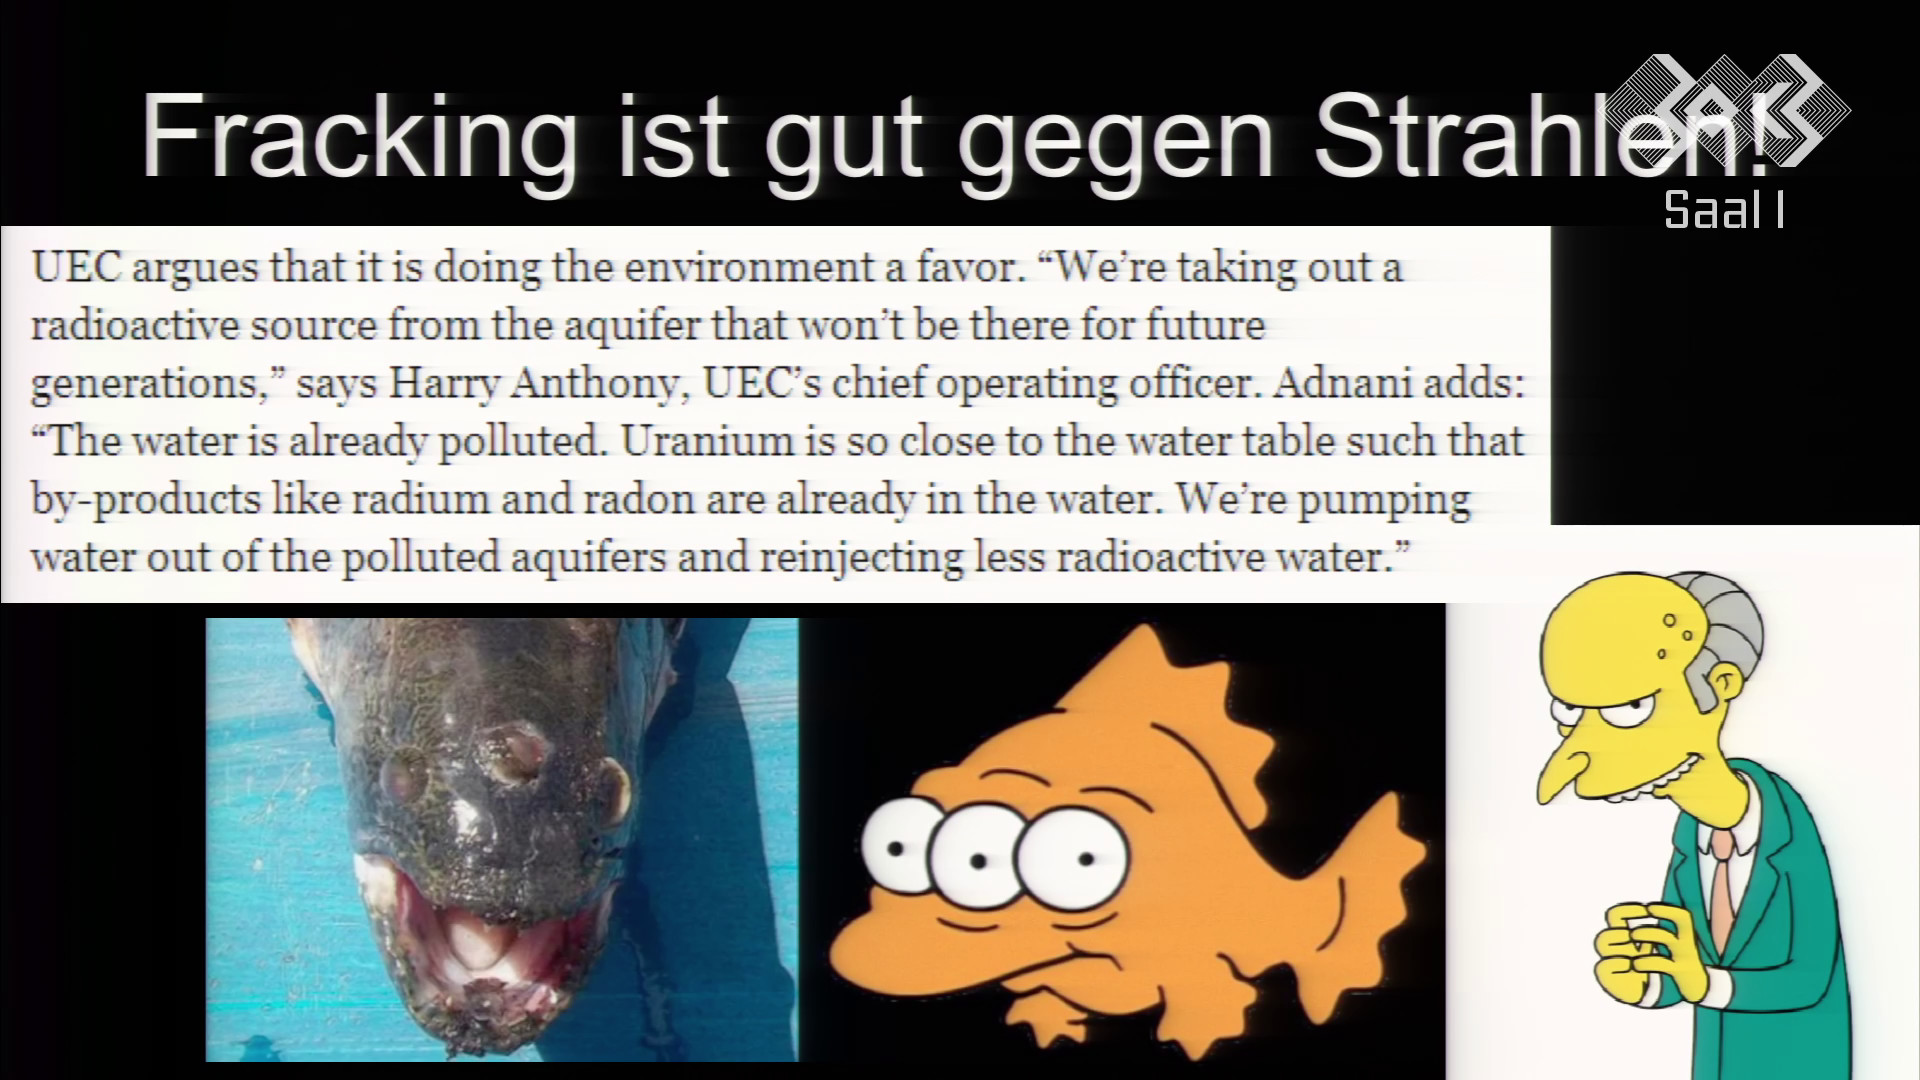 Fracking ist gut gegen Strahlen!
Saal 1
UEC argues that it is doing the environment a favor. “We’re taking out a
radioactive source from the aquifer that won’t be there for future
generations,” says Harry Anthony, UEC’s chief operating officer. Adnani adds:
“The water is already polluted. Uranium is so close to the water table such that
by-products like radium and radon are already in the water. We’re pumping
water out of the polluted aquifers and reinjecting less radioactive water.”